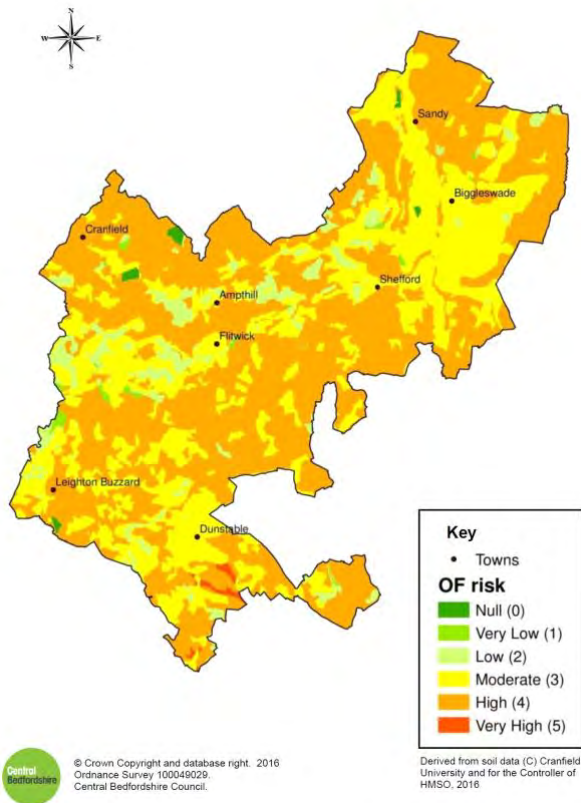 N
W E
S
Sandy
Biggleswade
Cranfield
Shefford
Ampthill
Flitwick
Leighton Buzzard
Dunstable
Key
Towns
OF risk
Null (0)
Very Low (1)
Low (2)
Moderate (3)
High (4)
Very High (5)
Central
Bedfordshire
© Crown Copyright and database right. 2016
Ordnance Survey 100049029.
Central Bedfordshire Council.
Derived from soil data (C) Cranfield
University and for the Controller of
HMSO, 2016